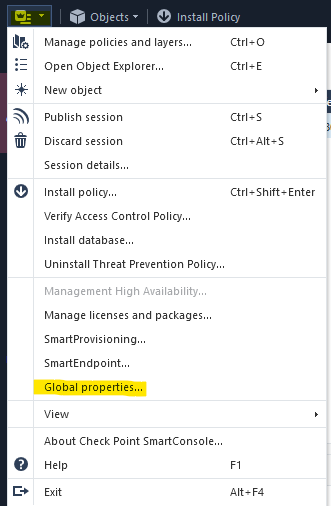 Objects
Install Policy
Manage policies and layers... Ctrl+O
Open Object Explorer... Ctrl+E
New object
Publish session Ctrl+S
Discard session Ctrl+Alt+S
Session details...
Install policy... Ctrl+Shift+Enter
Verify Access Control Policy...
Install database...
Uninstall Threat Prevention Policy...
Management High Availability...
Manage licenses and packages...
SmartProvisioning...
SmartEndpoint...
Global properties...
View
About Check Point SmartConsole...
Help F1
Exit Alt+F4